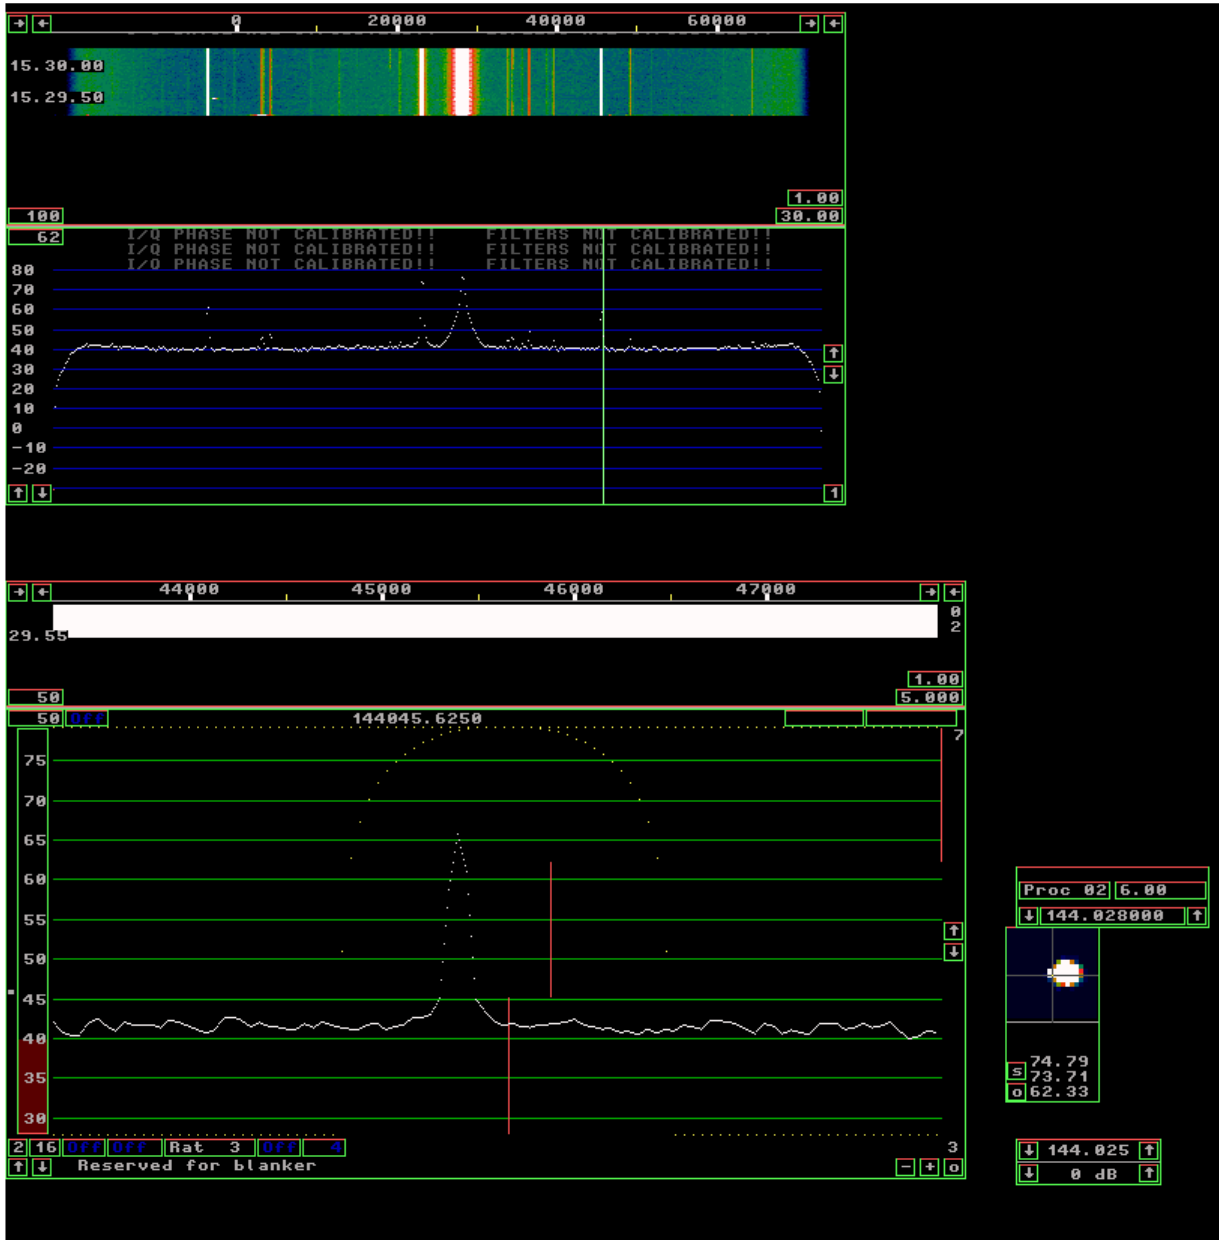 → ← 0 20000 40000 60000 → ←
15.30.00
15.29.50
1.00
100 30.00
62
I/Q PHASE NOT CALIBRATED!! FILTERS NOT CALIBRATED!!
I/Q PHASE NOT CALIBRATED!! FILTERS NOT CALIBRATED!!
I/Q PHASE NOT CALIBRATED!! FILTERS NOT CALIBRATED!!
80
70
60
50
40
30
20
10
0
-10
-20
↑ ↓ 1
↑
↓
→ ← 44000 45000 46000 47000 → ←
0
29.55 2
1.00
50 5.000
50 Off 144045.6250
7
75
70
65
60
55
50
45
40
35
30
↑
↓
2 16 Off Off Rat 3 Off 4 3
↑ ↓ Reserved for blanker - + o
Proc 02 6.00
↓ 144.028000 ↑
74.79
s 73.71
o 62.33
↓ 144.025 ↑
↓ 0 dB ↑